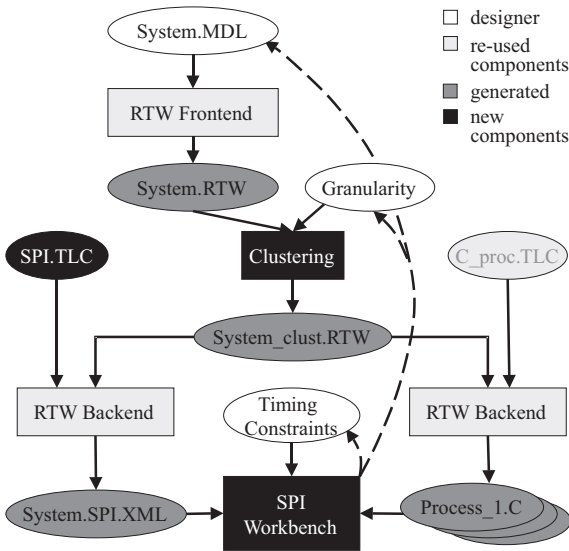 System.MDL
designer
re-used
components
generated
new
components
RTW Frontend
System.RTW
Granularity
SPI.TLC
Clustering
C_proc.TLC
System_clust.RTW
RTW Backend
Timing
Constraints
RTW Backend
System.SPI.XML
SPI
Workbench
Process_1.C